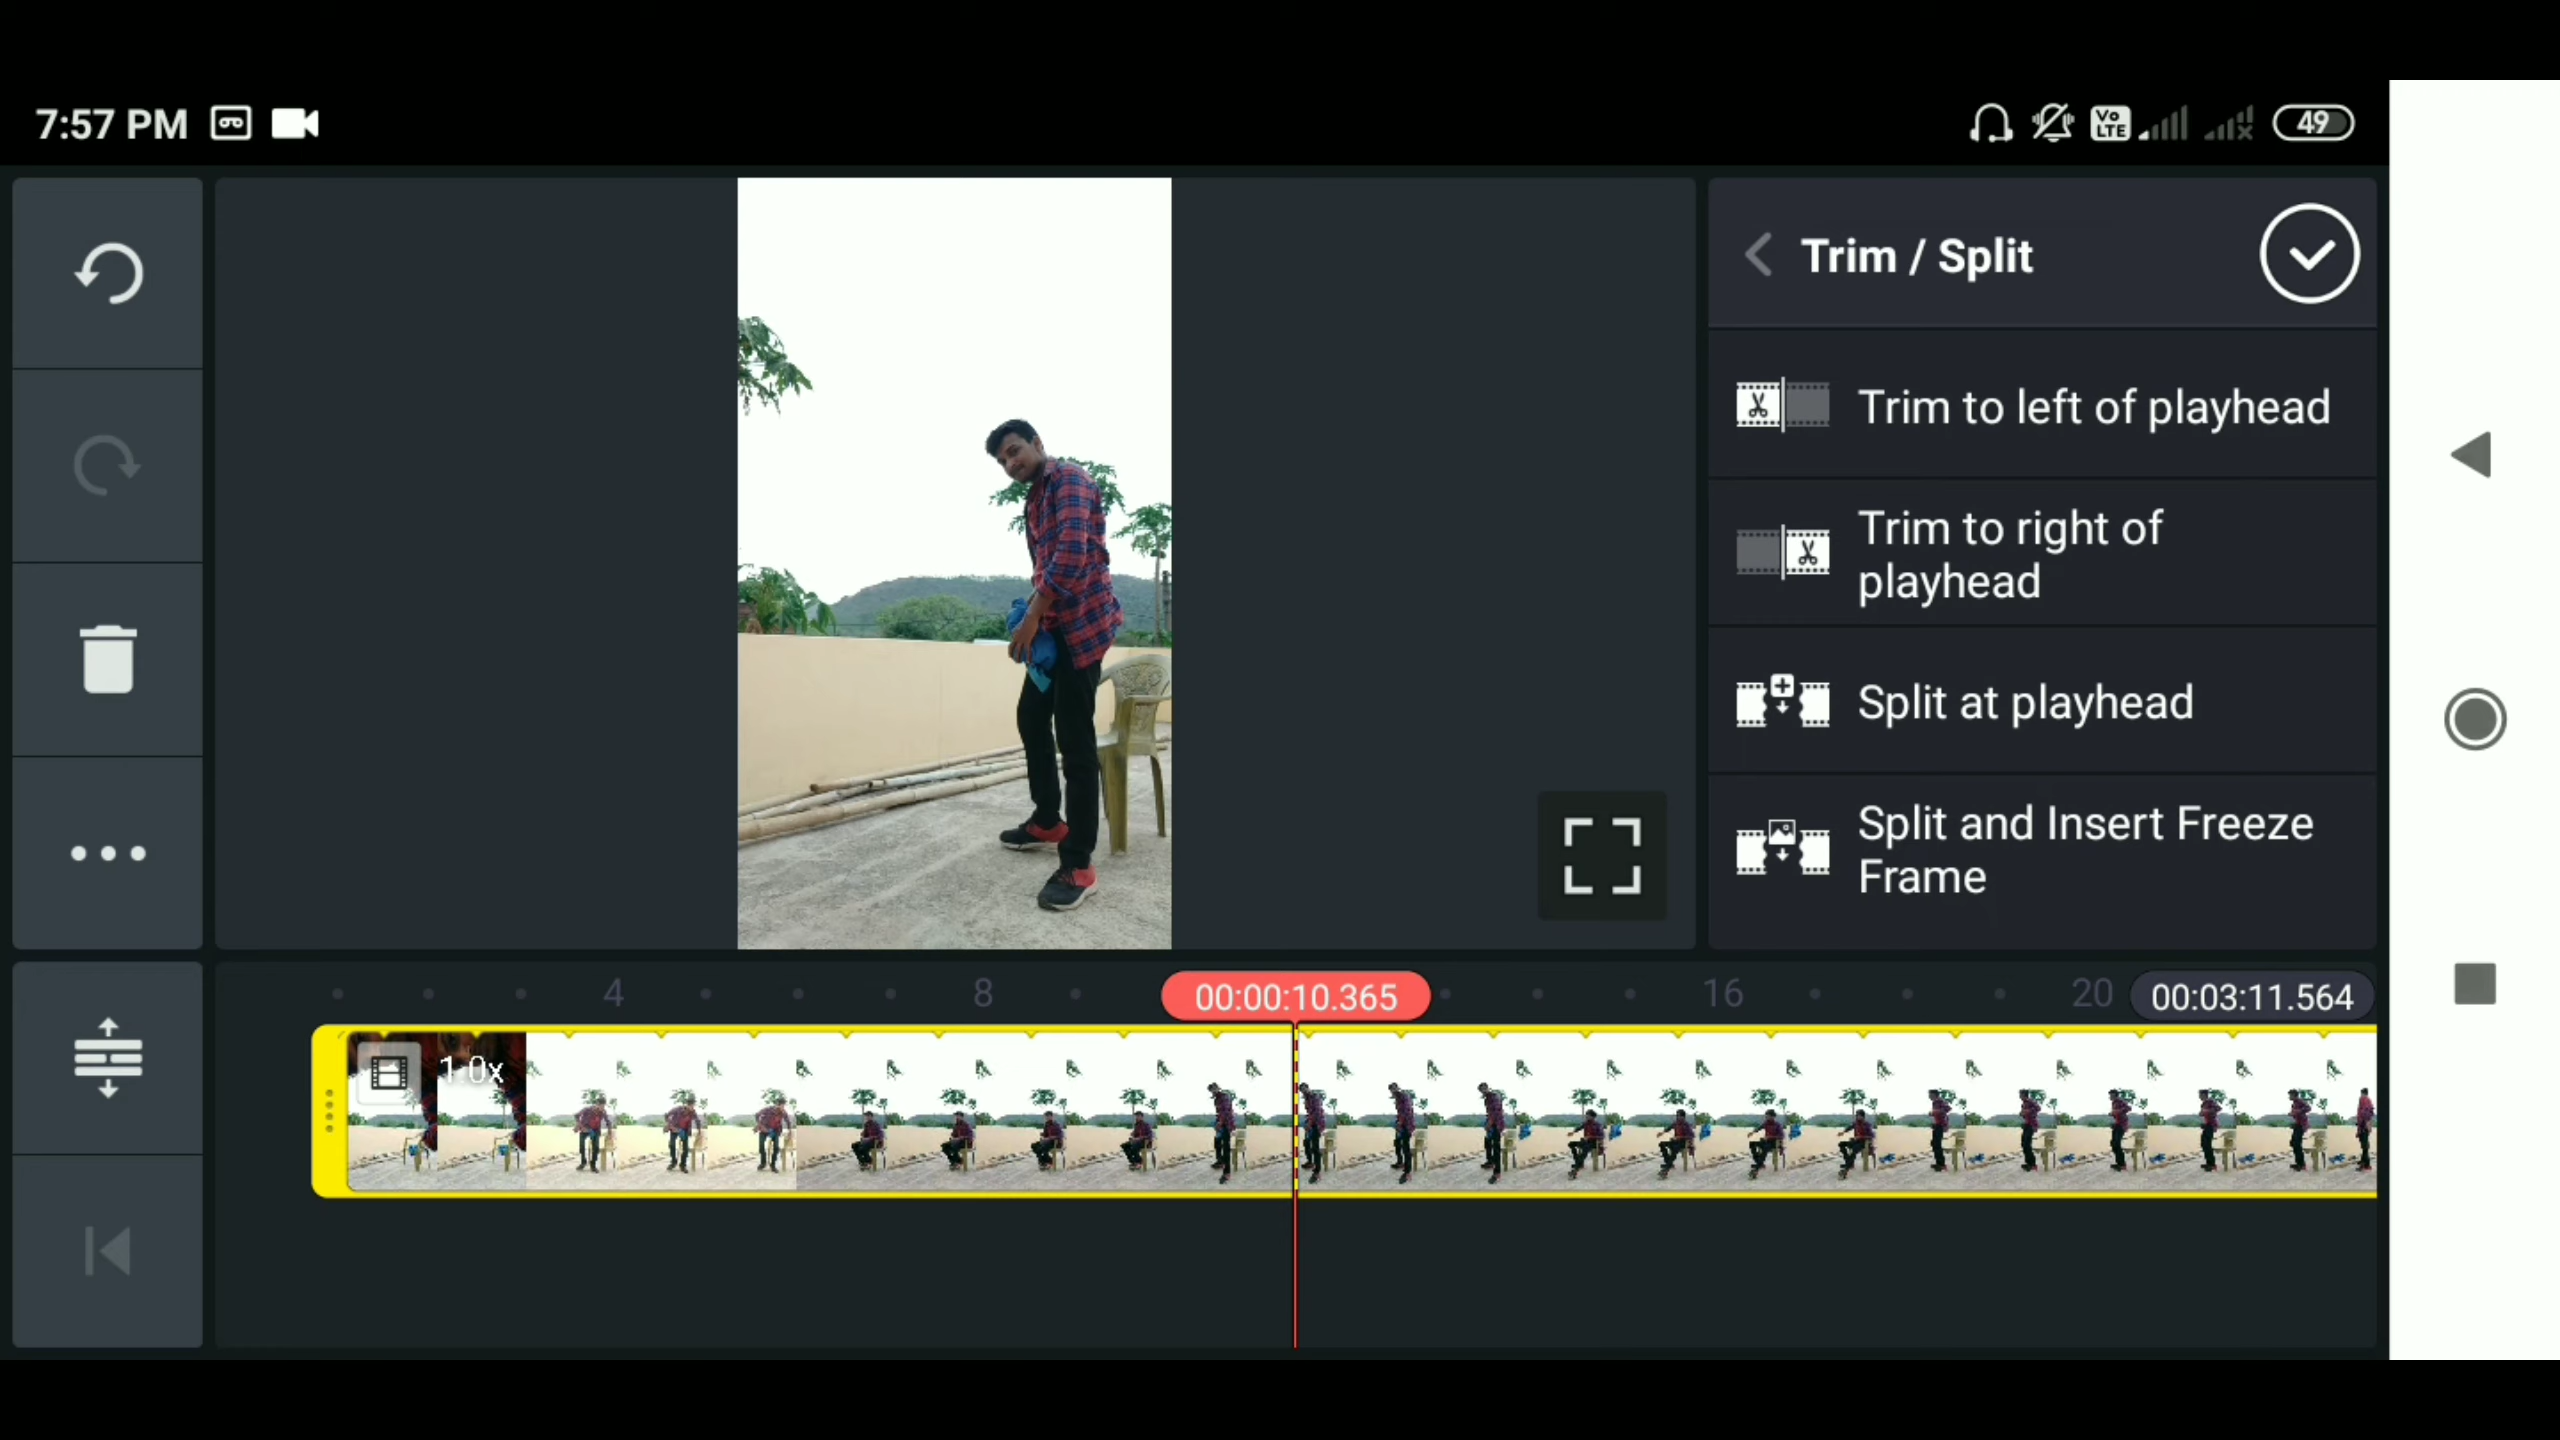 7:57 PM
Vo LTE
49
Trim / Split
Trim to left of playhead
Trim to right of
playhead
Split at playhead
Split and Insert Freeze
Frame
4
8
00:00:10.365
16
20
00:03:11.564
1.0x